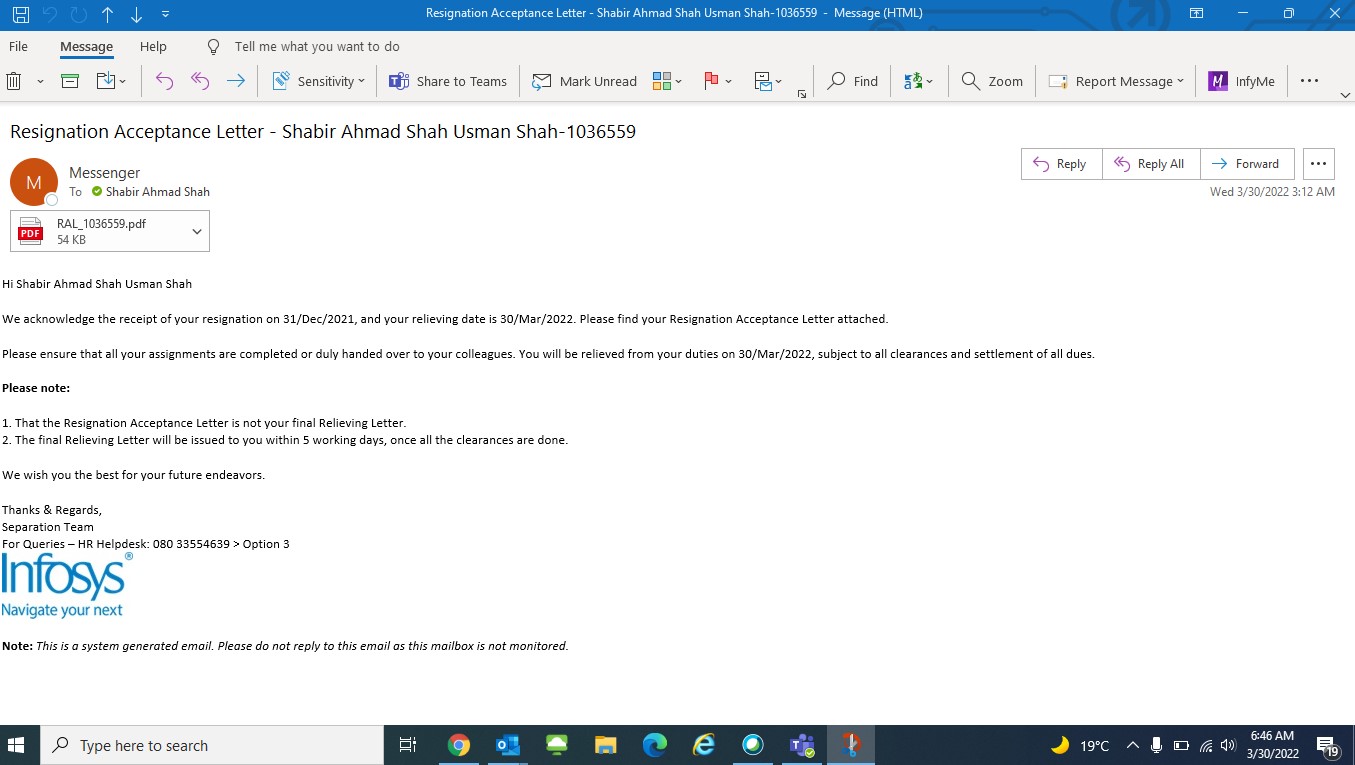 Resignation Acceptance Letter - Shabir Ahmad Shah Usman Shah-1036559 - Message (HTML)
File Message Help Tell me what you want to do
Sensitivity Share to Teams Mark Unread Find Zoom Report Message InfyMe
Resignation Acceptance Letter - Shabir Ahmad Shah Usman Shah-1036559
M
Messenger
To Shabir Ahmad Shah
Reply Reply All Forward
Wed 3/30/2022 3:12 AM
PDF
RAL_1036559.pdf
54 KB
Hi Shabir Ahmad Shah Usman Shah
We acknowledge the receipt of your resignation on 31/Dec/2021, and your relieving date is 30/Mar/2022. Please find your Resignation Acceptance Letter attached.
Please ensure that all your assignments are completed or duly handed over to your colleagues. You will be relieved from your duties on 30/Mar/2022, subject to all clearances and settlement of all dues.
Please note:
1. That the Resignation Acceptance Letter is not your final Relieving Letter.
2. The final Relieving Letter will be issued to you within 5 working days, once all the clearances are done.
We wish you the best for your future endeavors.
Thanks & Regards,
Separation Team
For Queries – HR Helpdesk: 080 33554639 > Option 3
Infosys®
Navigate your next
Note: This is a system generated email. Please do not reply to this email as this mailbox is not monitored.
Type here to search
19°C
6:46 AM
3/30/2022
19